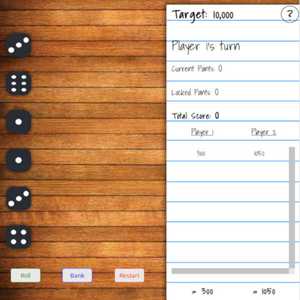 Target: 10,000
?
Player 1's turn
Current Points: 0
Locked Points: 0
Total Score: 0
Player 1 Player 2
300 1050
Roll Bank Restart
= 300 = 1050